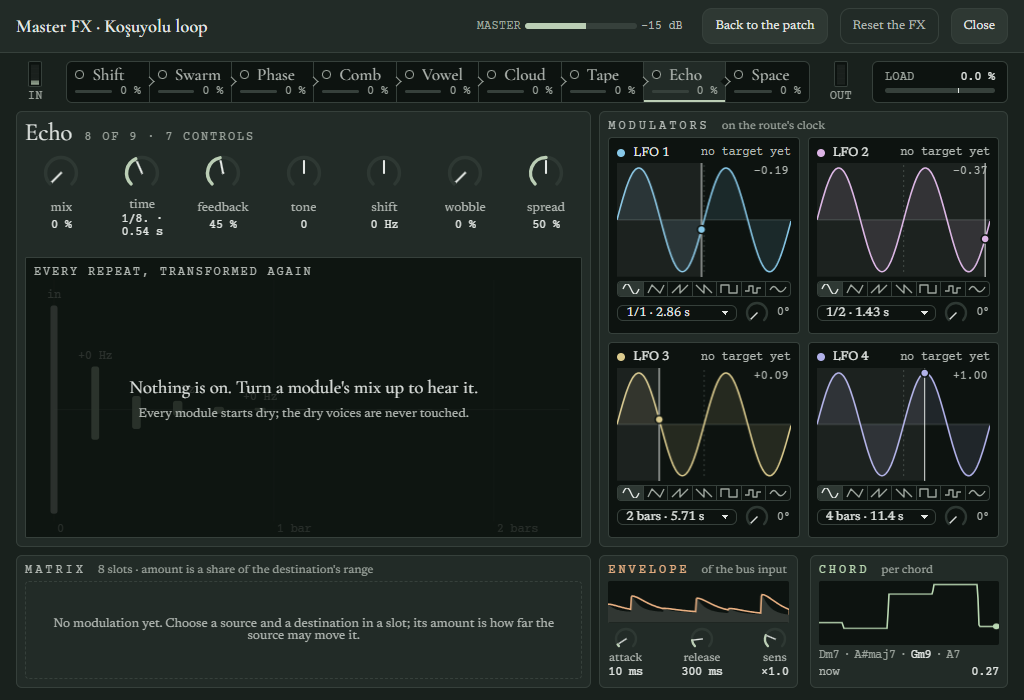 Master FX · Koşuyolu loop
MASTER −15 dB
Back to the patch
Reset the FX
Close
IN
Shift 0 %
Swarm 0 %
Phase 0 %
Comb 0 %
Vowel 0 %
Cloud 0 %
Tape 0 %
Echo 0 %
Space 0 %
OUT
LOAD 0.0 %
Echo 8 OF 9 · 7 CONTROLS
mix
0 %
time
1/8. ·
0.54 s
feedback
45 %
tone
0
shift
0 Hz
wobble
0 %
spread
50 %
EVERY REPEAT, TRANSFORMED AGAIN
in
+0 Hz
+0 Hz
Nothing is on. Turn a module's mix up to hear it.
Every module starts dry; the dry voices are never touched.
0 1 bar 2 bars
MODULATORS on the route's clock
LFO 1 no target yet
−0.19
1/1 · 2.86 s 0°
LFO 2 no target yet
−0.37
1/2 · 1.43 s 0°
LFO 3 no target yet
+0.09
2 bars · 5.71 s 0°
LFO 4 no target yet
+1.00
4 bars · 11.4 s 0°
MATRIX 8 slots · amount is a share of the destination's range
No modulation yet. Choose a source and a destination in a slot; its amount is how far the
source may move it.
ENVELOPE of the bus input
attack
10 ms
release
300 ms
sens
×1.0
CHORD per chord
Dm7 · A#maj7 · Gm9 · A7
now 0.27